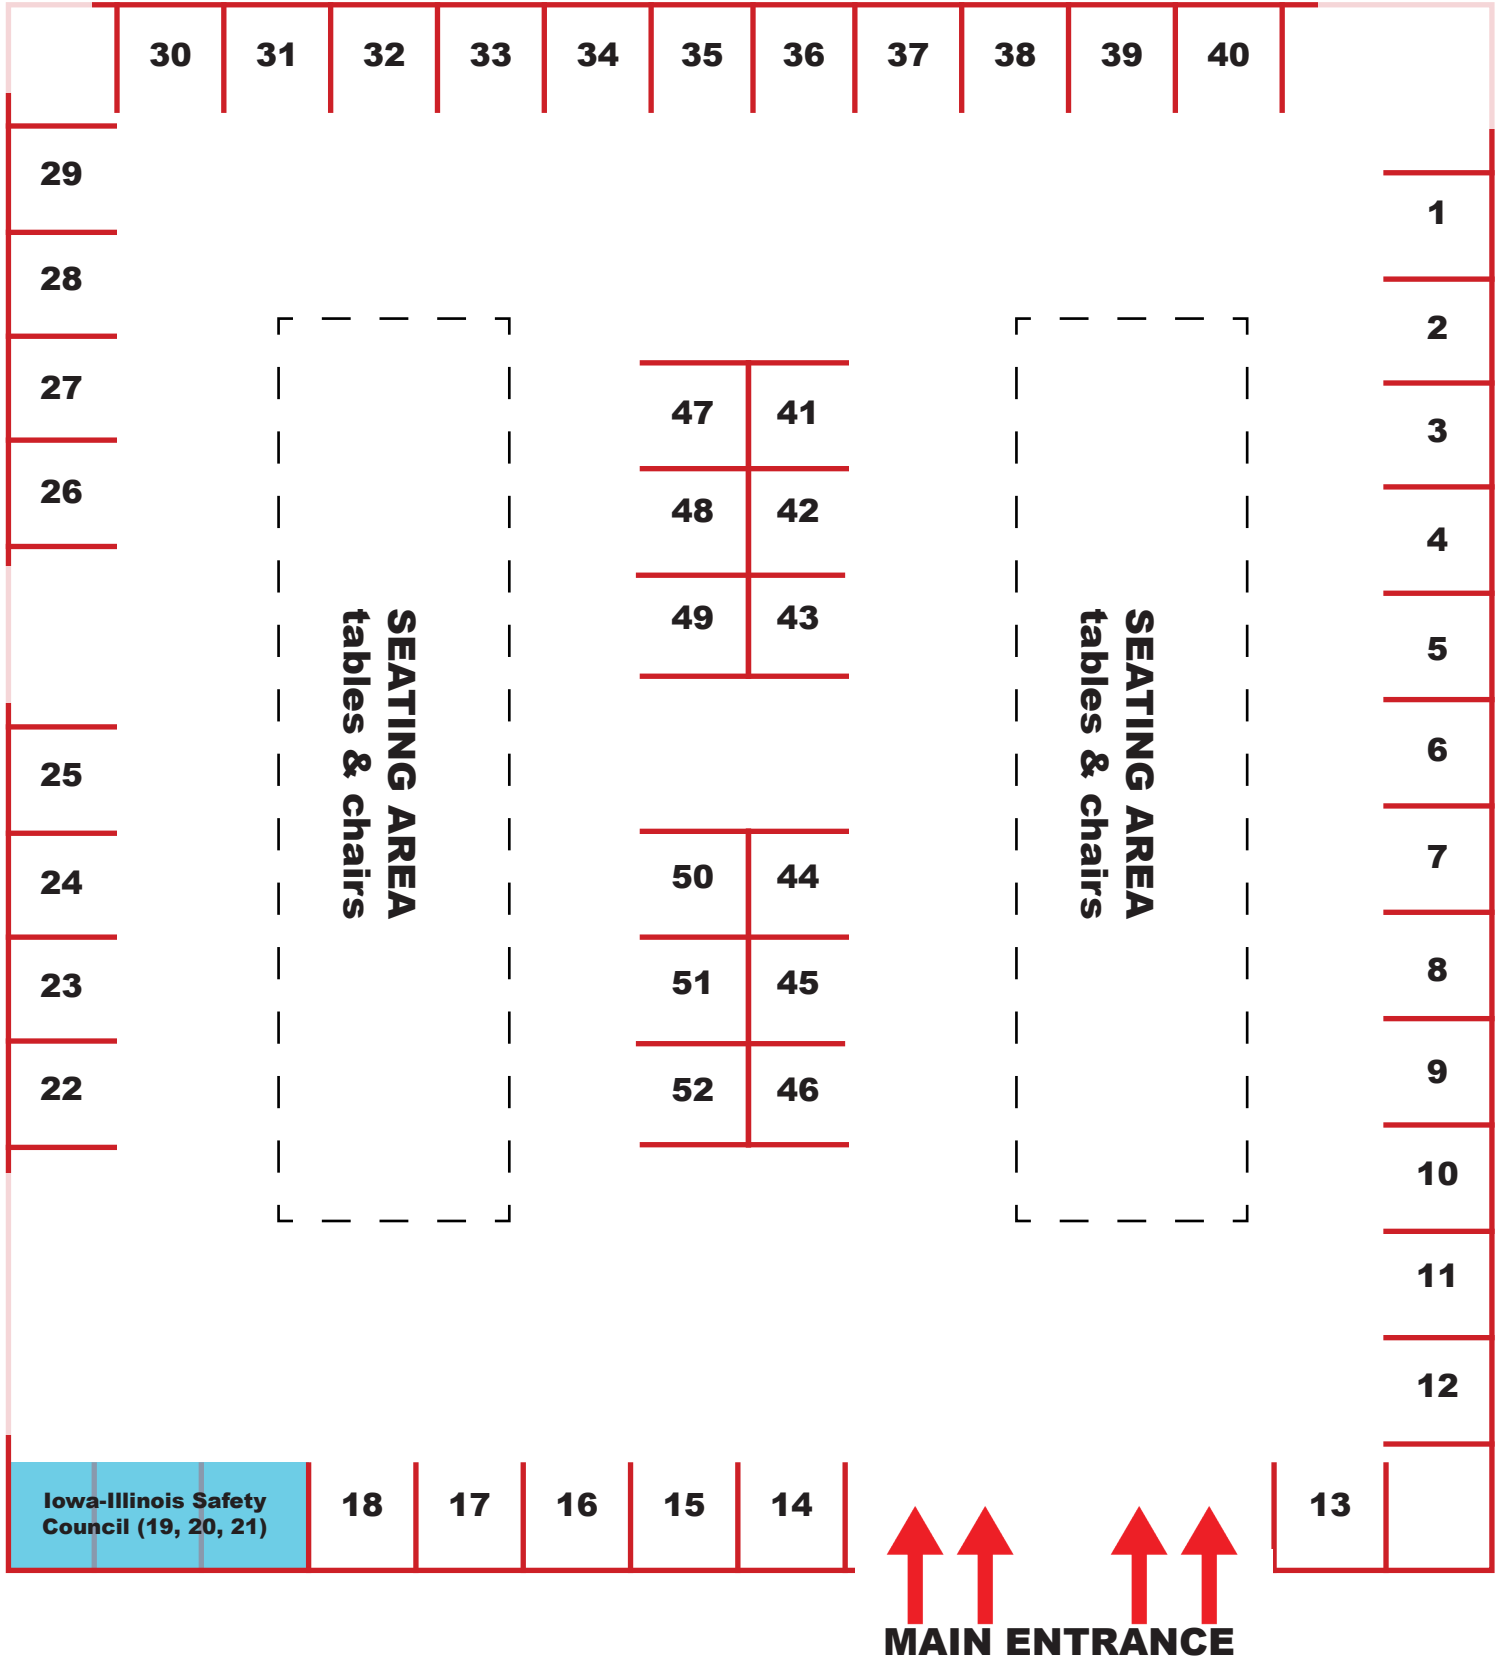 30 31 32 33 34 35 36 37 38 39 40
29
1
28
2
27
47 41
3
26
48 42
4
49 43
5
SEATING AREA
tables & chairs
SEATING AREA
tables & chairs
6
25
7
24
50 44
8
23
51 45
9
22
52 46
10
11
12
Iowa-Illinois Safety
Council (19, 20, 21)
18 17 16 15 14 13
MAIN ENTRANCE